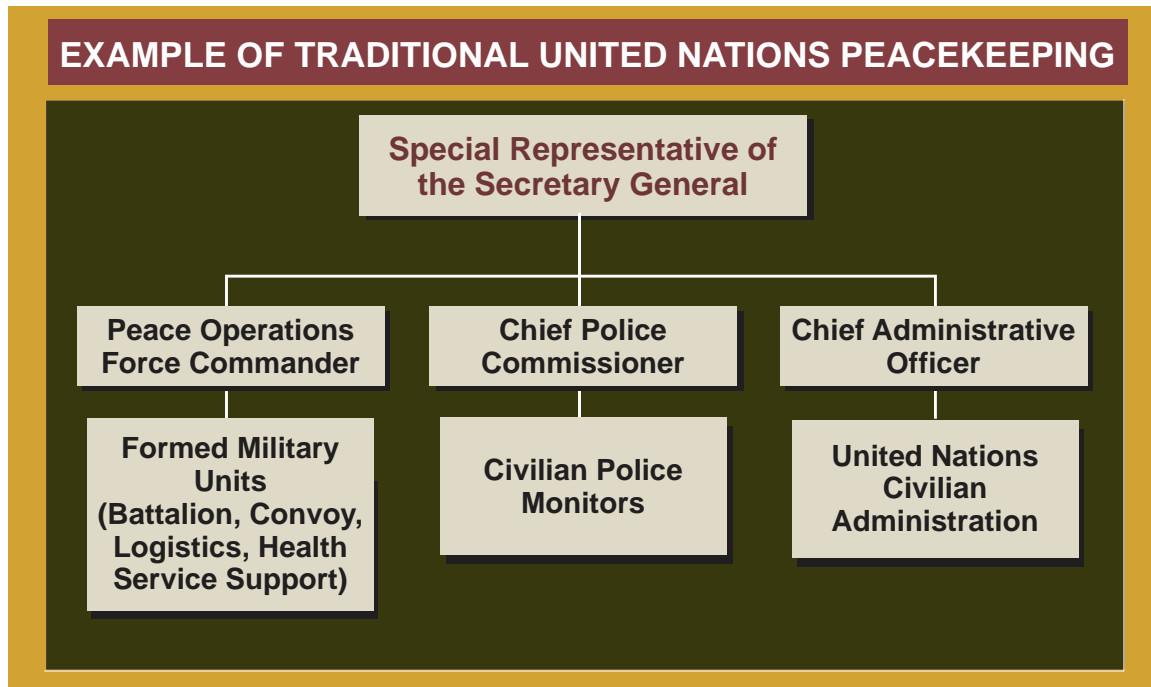 EXAMPLE OF TRADITIONAL UNITED NATIONS PEACEKEEPING
Special Representative of
the Secretary General
Peace Operations
Force Commander
Chief Police
Commissioner
Chief Administrative
Officer
Formed Military
Units
(Battalion, Convoy,
Logistics, Health
Service Support)
Civilian Police
Monitors
United Nations
Civilian
Administration